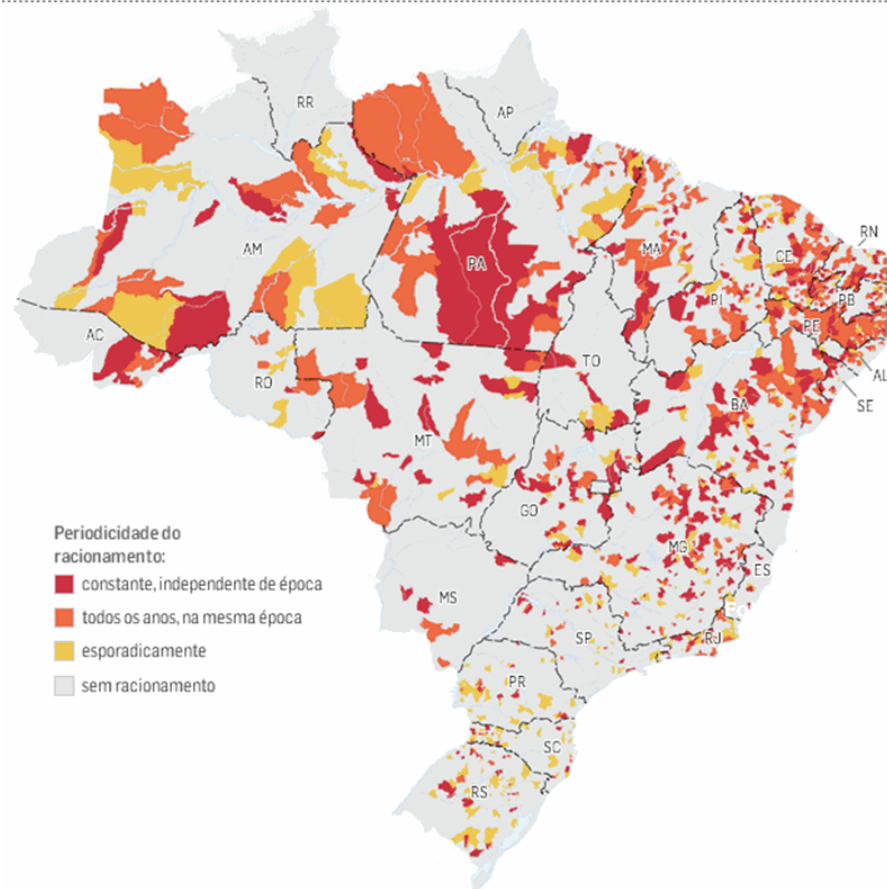 RR
AP
RN
AM
PA
MA
CE
PI
PB
PE
AC
TO
AL
RO
BA
SE
MT
GO
MG
ES
MS
SP
RJ
PR
SC
RS
Periodicidade do
racionamento:
constante, independente de época
todos os anos, na mesma época
esporadicamente
sem racionamento